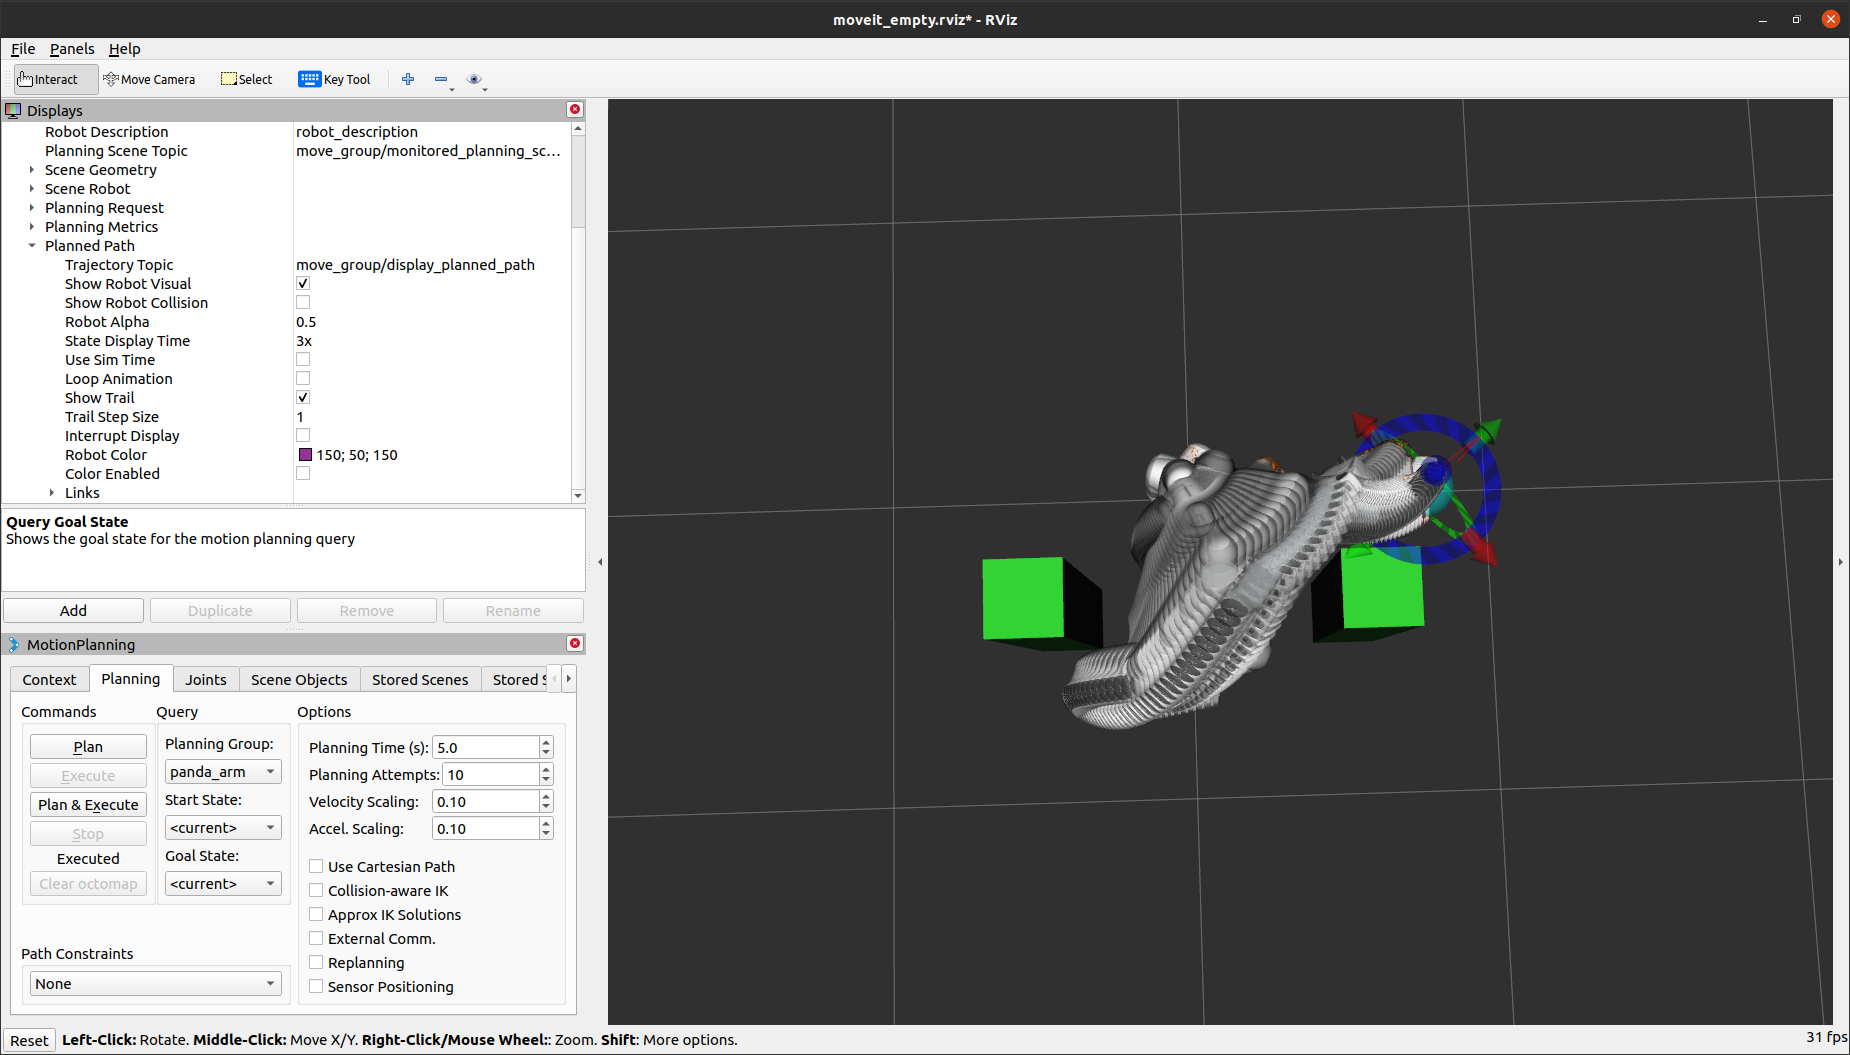 moveit_empty.rviz* - RViz
File Panels Help
Interact Move Camera Select Key Tool
Displays
Robot Description robot_description
Planning Scene Topic move_group/monitored_planning_sc...
Scene Geometry
Scene Robot
Planning Request
Planning Metrics
Planned Path
Trajectory Topic move_group/display_planned_path
Show Robot Visual
Show Robot Collision
Robot Alpha 0.5
State Display Time 3x
Use Sim Time
Loop Animation
Show Trail
Trail Step Size 1
Interrupt Display
Robot Color 150; 50; 150
Color Enabled
Links
Query Goal State
Shows the goal state for the motion planning query
Add Duplicate Remove Rename
MotionPlanning
Context Planning Joints Scene Objects Stored Scenes Stored S
Commands Query Options
Plan
Execute
Plan & Execute
Stop
Executed
Clear octomap
Planning Group:
panda_arm
Start State:
<current>
Goal State:
<current>
Planning Time (s): 5.0
Planning Attempts: 10
Velocity Scaling: 0.10
Accel. Scaling: 0.10
Use Cartesian Path
Collision-aware IK
Approx IK Solutions
External Comm.
Replanning
Sensor Positioning
Path Constraints
None
Reset Left-Click: Rotate. Middle-Click: Move X/Y. Right-Click/Mouse Wheel:: Zoom. Shift: More options. 31 fps